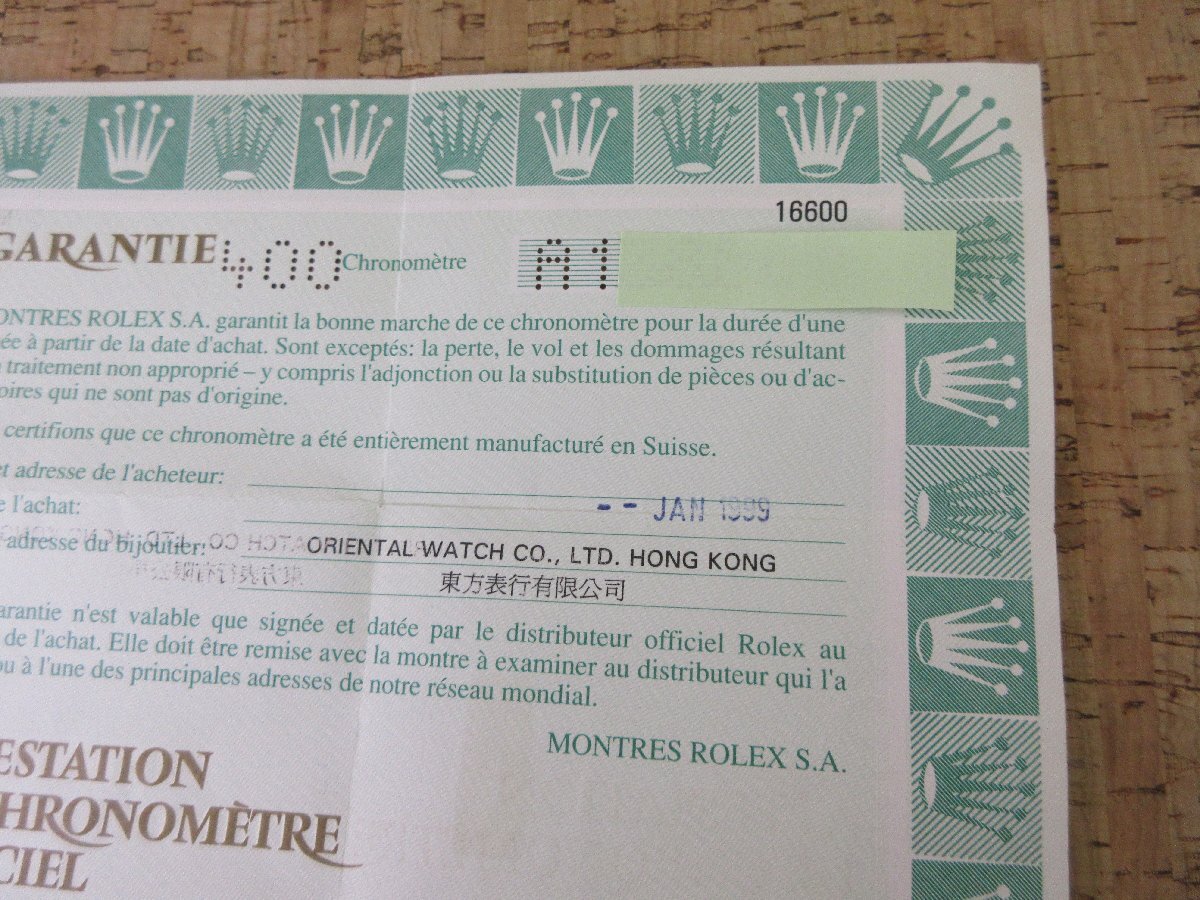 16600
GARANTIE 400 Chronomètre A1
MONTRES ROLEX S.A. garantit la bonne marche de ce chronomètre pour la durée d'une
ée à partir de la date d'achat. Sont exceptés: la perte, le vol et les dommages résultant
traitement non approprié – y compris l'adjonction ou la substitution de pièces ou d'ac-
oires qui ne sont pas d'origine.
certifions que ce chronomètre a été entièrement manufacturé en Suisse.
et adresse de l'acheteur:
e l'achat: -- JAN 1999
adresse du bijoutier: ORIENTAL WATCH CO., LTD. HONG KONG
東方表行有限公司
arantie n'est valable que signée et datée par le distributeur officiel Rolex au
de l'achat. Elle doit être remise avec la montre à examiner au distributeur qui l'a
ou à l'une des principales adresses de notre réseau mondial.
MONTRES ROLEX S.A.
ESTATION
CHRONOMÈTRE
CIEL